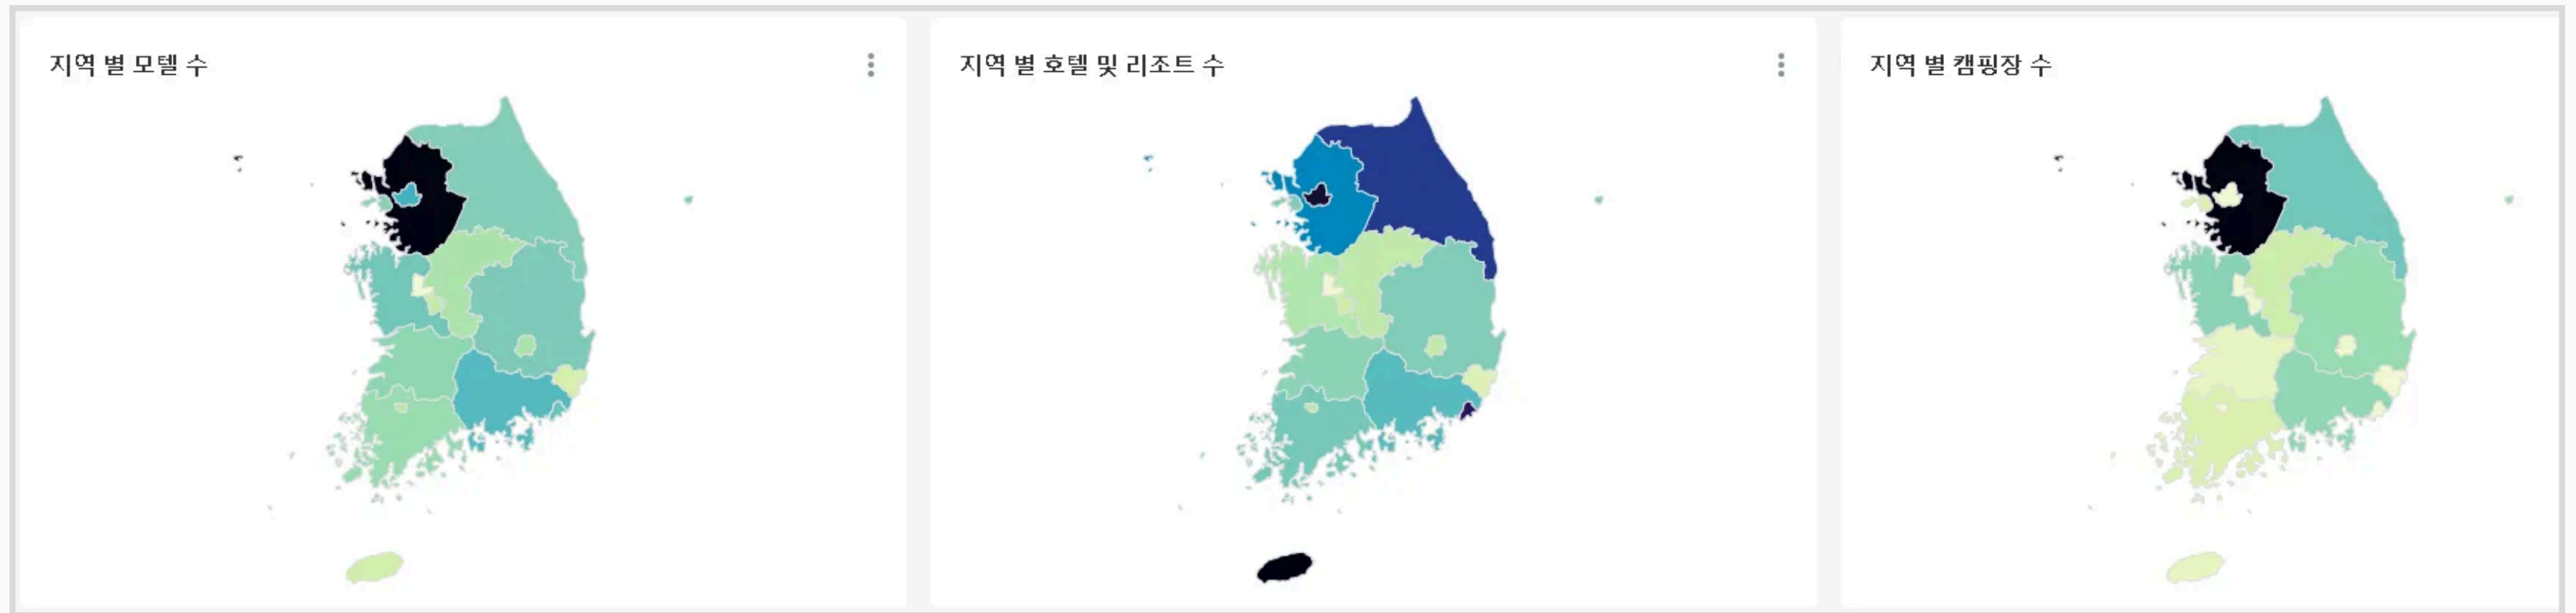 지역 별 모텔 수
지역 별 호텔 및 리조트 수
지역 별 캠핑장 수